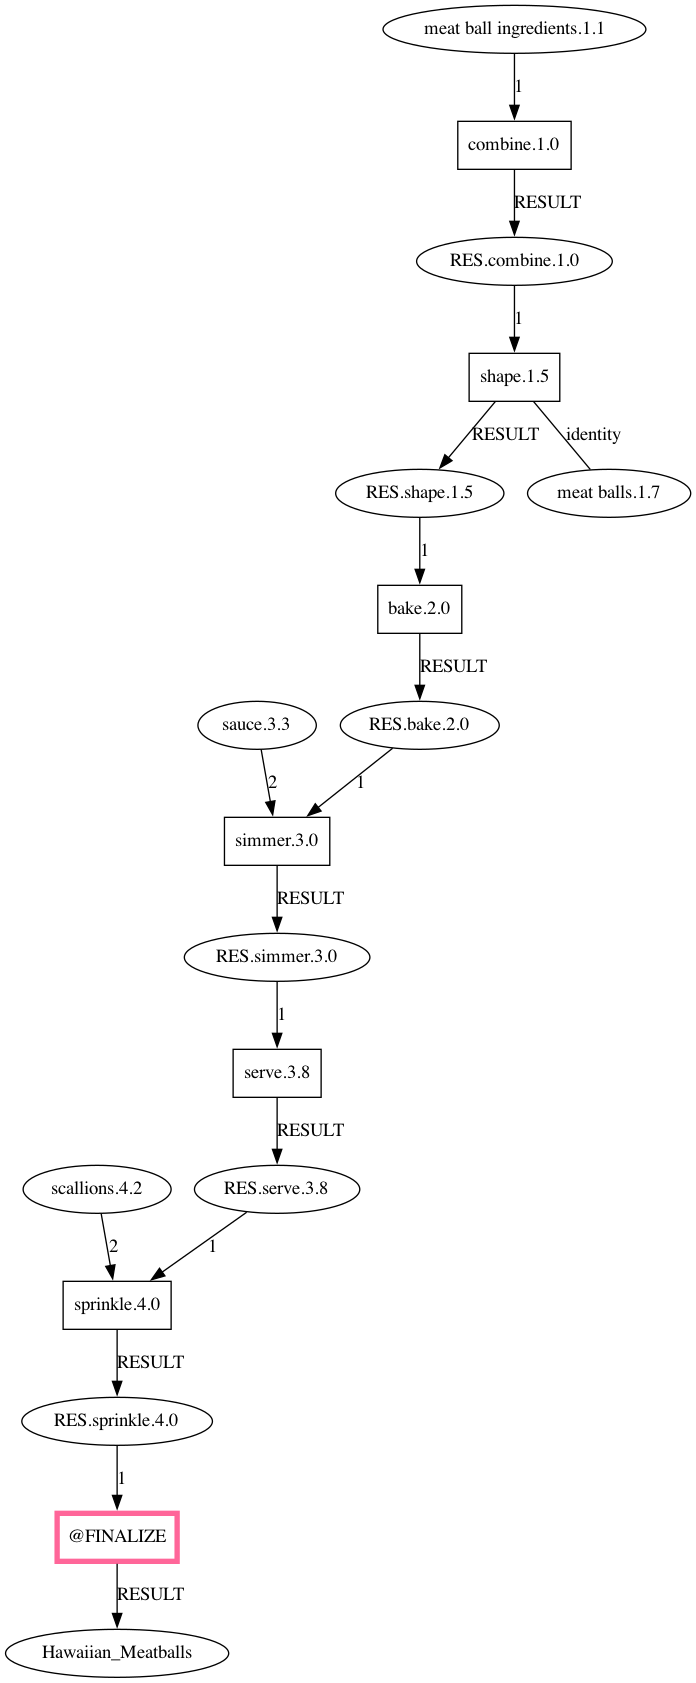 meat ball ingredients.1.1
1
combine.1.0
RESULT
RES.combine.1.0
1
shape.1.5
RESULT
identity
RES.shape.1.5
meat balls.1.7
1
bake.2.0
RESULT
sauce.3.3
RES.bake.2.0
2
1
simmer.3.0
RESULT
RES.simmer.3.0
1
serve.3.8
RESULT
scallions.4.2
RES.serve.3.8
2
1
sprinkle.4.0
RESULT
RES.sprinkle.4.0
1
@FINALIZE
RESULT
Hawaiian_Meatballs